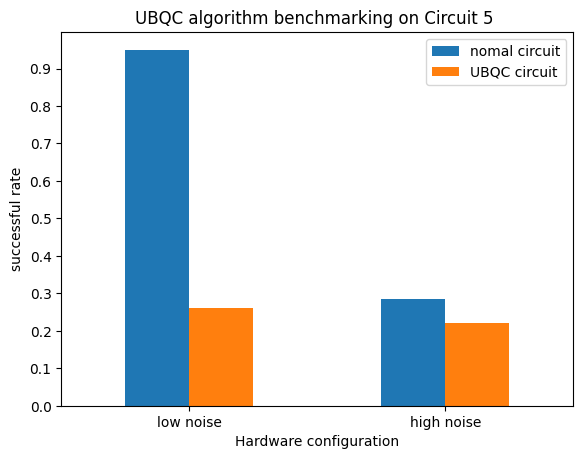 UBQC algorithm benchmarking on Circuit 5
nomal circuit
UBQC circuit
successful rate
0.9
0.8
0.7
0.6
0.5
0.4
0.3
0.2
0.1
0.0
low noise
high noise
Hardware configuration